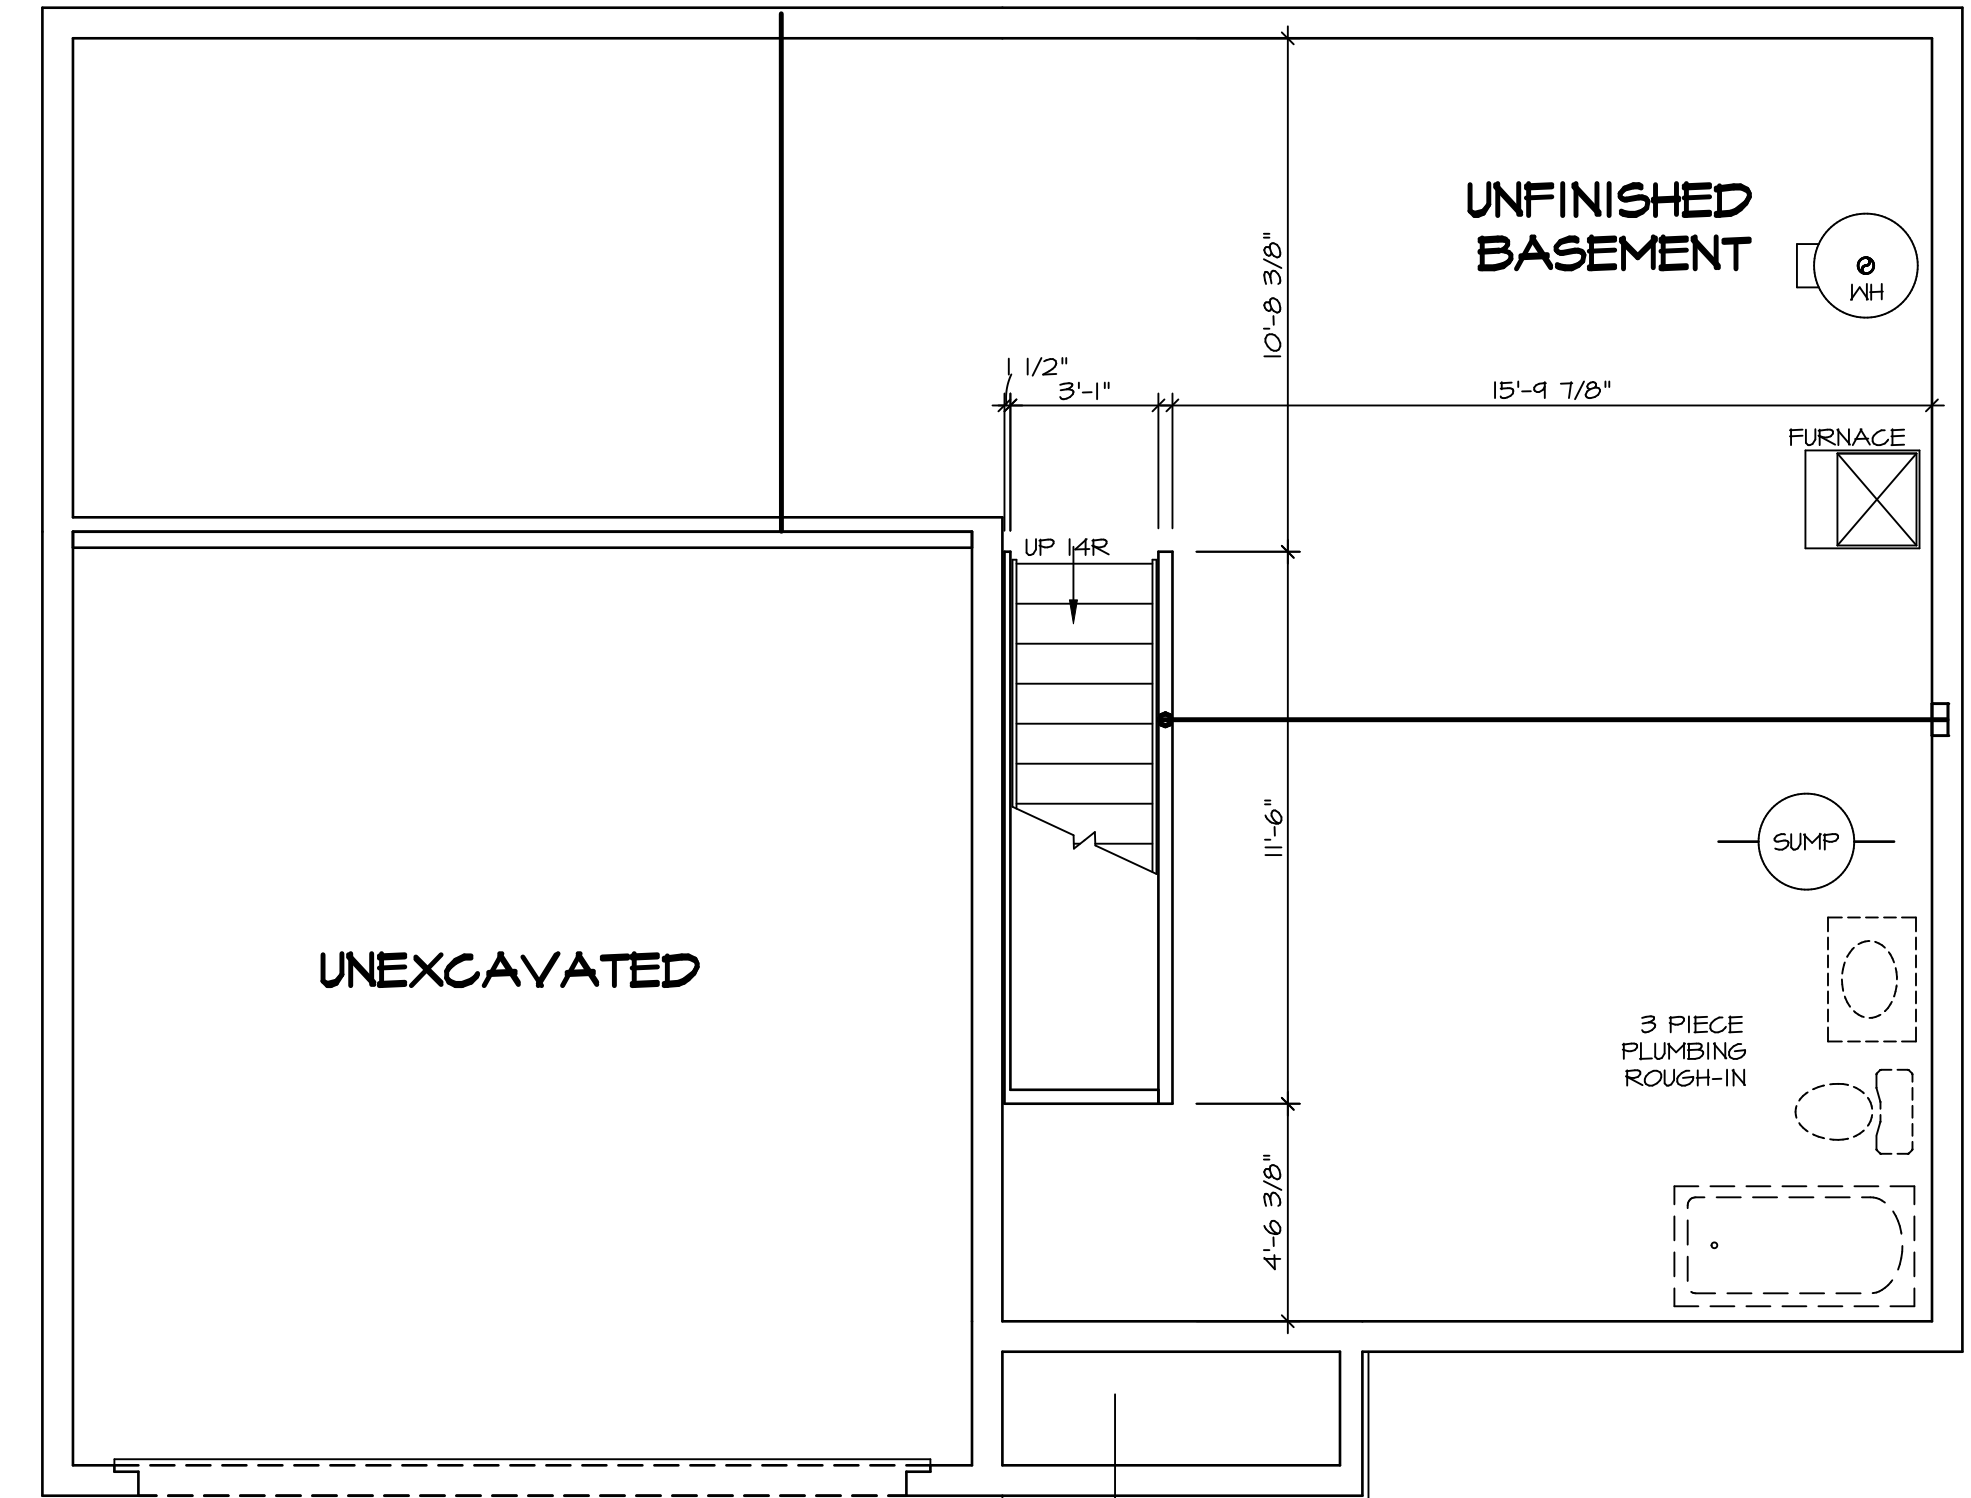 UNFINISHED
BASEMENT
WH
10'-8 3/8"
1 1/2"
3'-1"
15'-9 7/8"
FURNACE
UP 14R
11'-6"
SUMP
UNEXCAVATED
3 PIECE
PLUMBING
ROUGH-IN
4'-6 3/8"